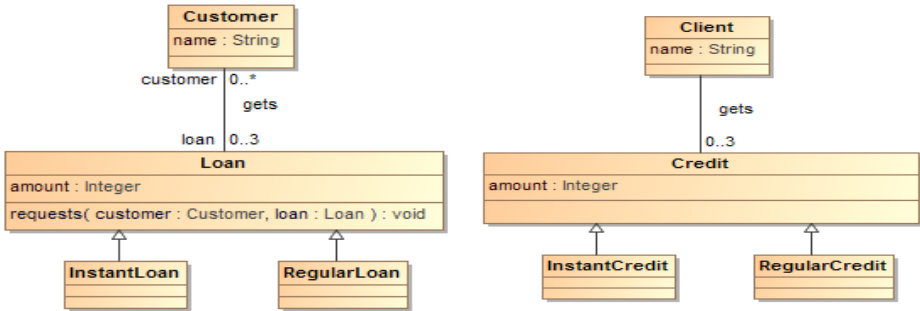 Customer
name : String
customer 0..*
gets
loan 0..3
Loan
amount : Integer
requests( customer : Customer, loan : Loan ) : void
InstantLoan
RegularLoan
Client
name : String
gets
0..3
Credit
amount : Integer
InstantCredit
RegularCredit